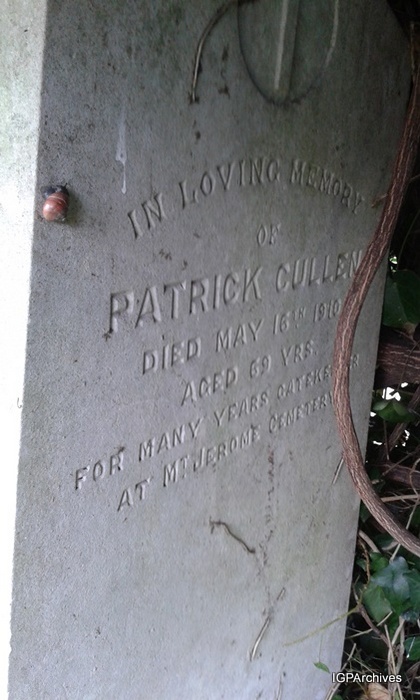 IN LOVING MEMORY
OF
PATRICK CULLEN
DIED MAY 16TH 1910
AGED 69 YRS.
FOR MANY YEARS GATEKEEPER
AT MT. JEROME CEMETERY
IGPArchives